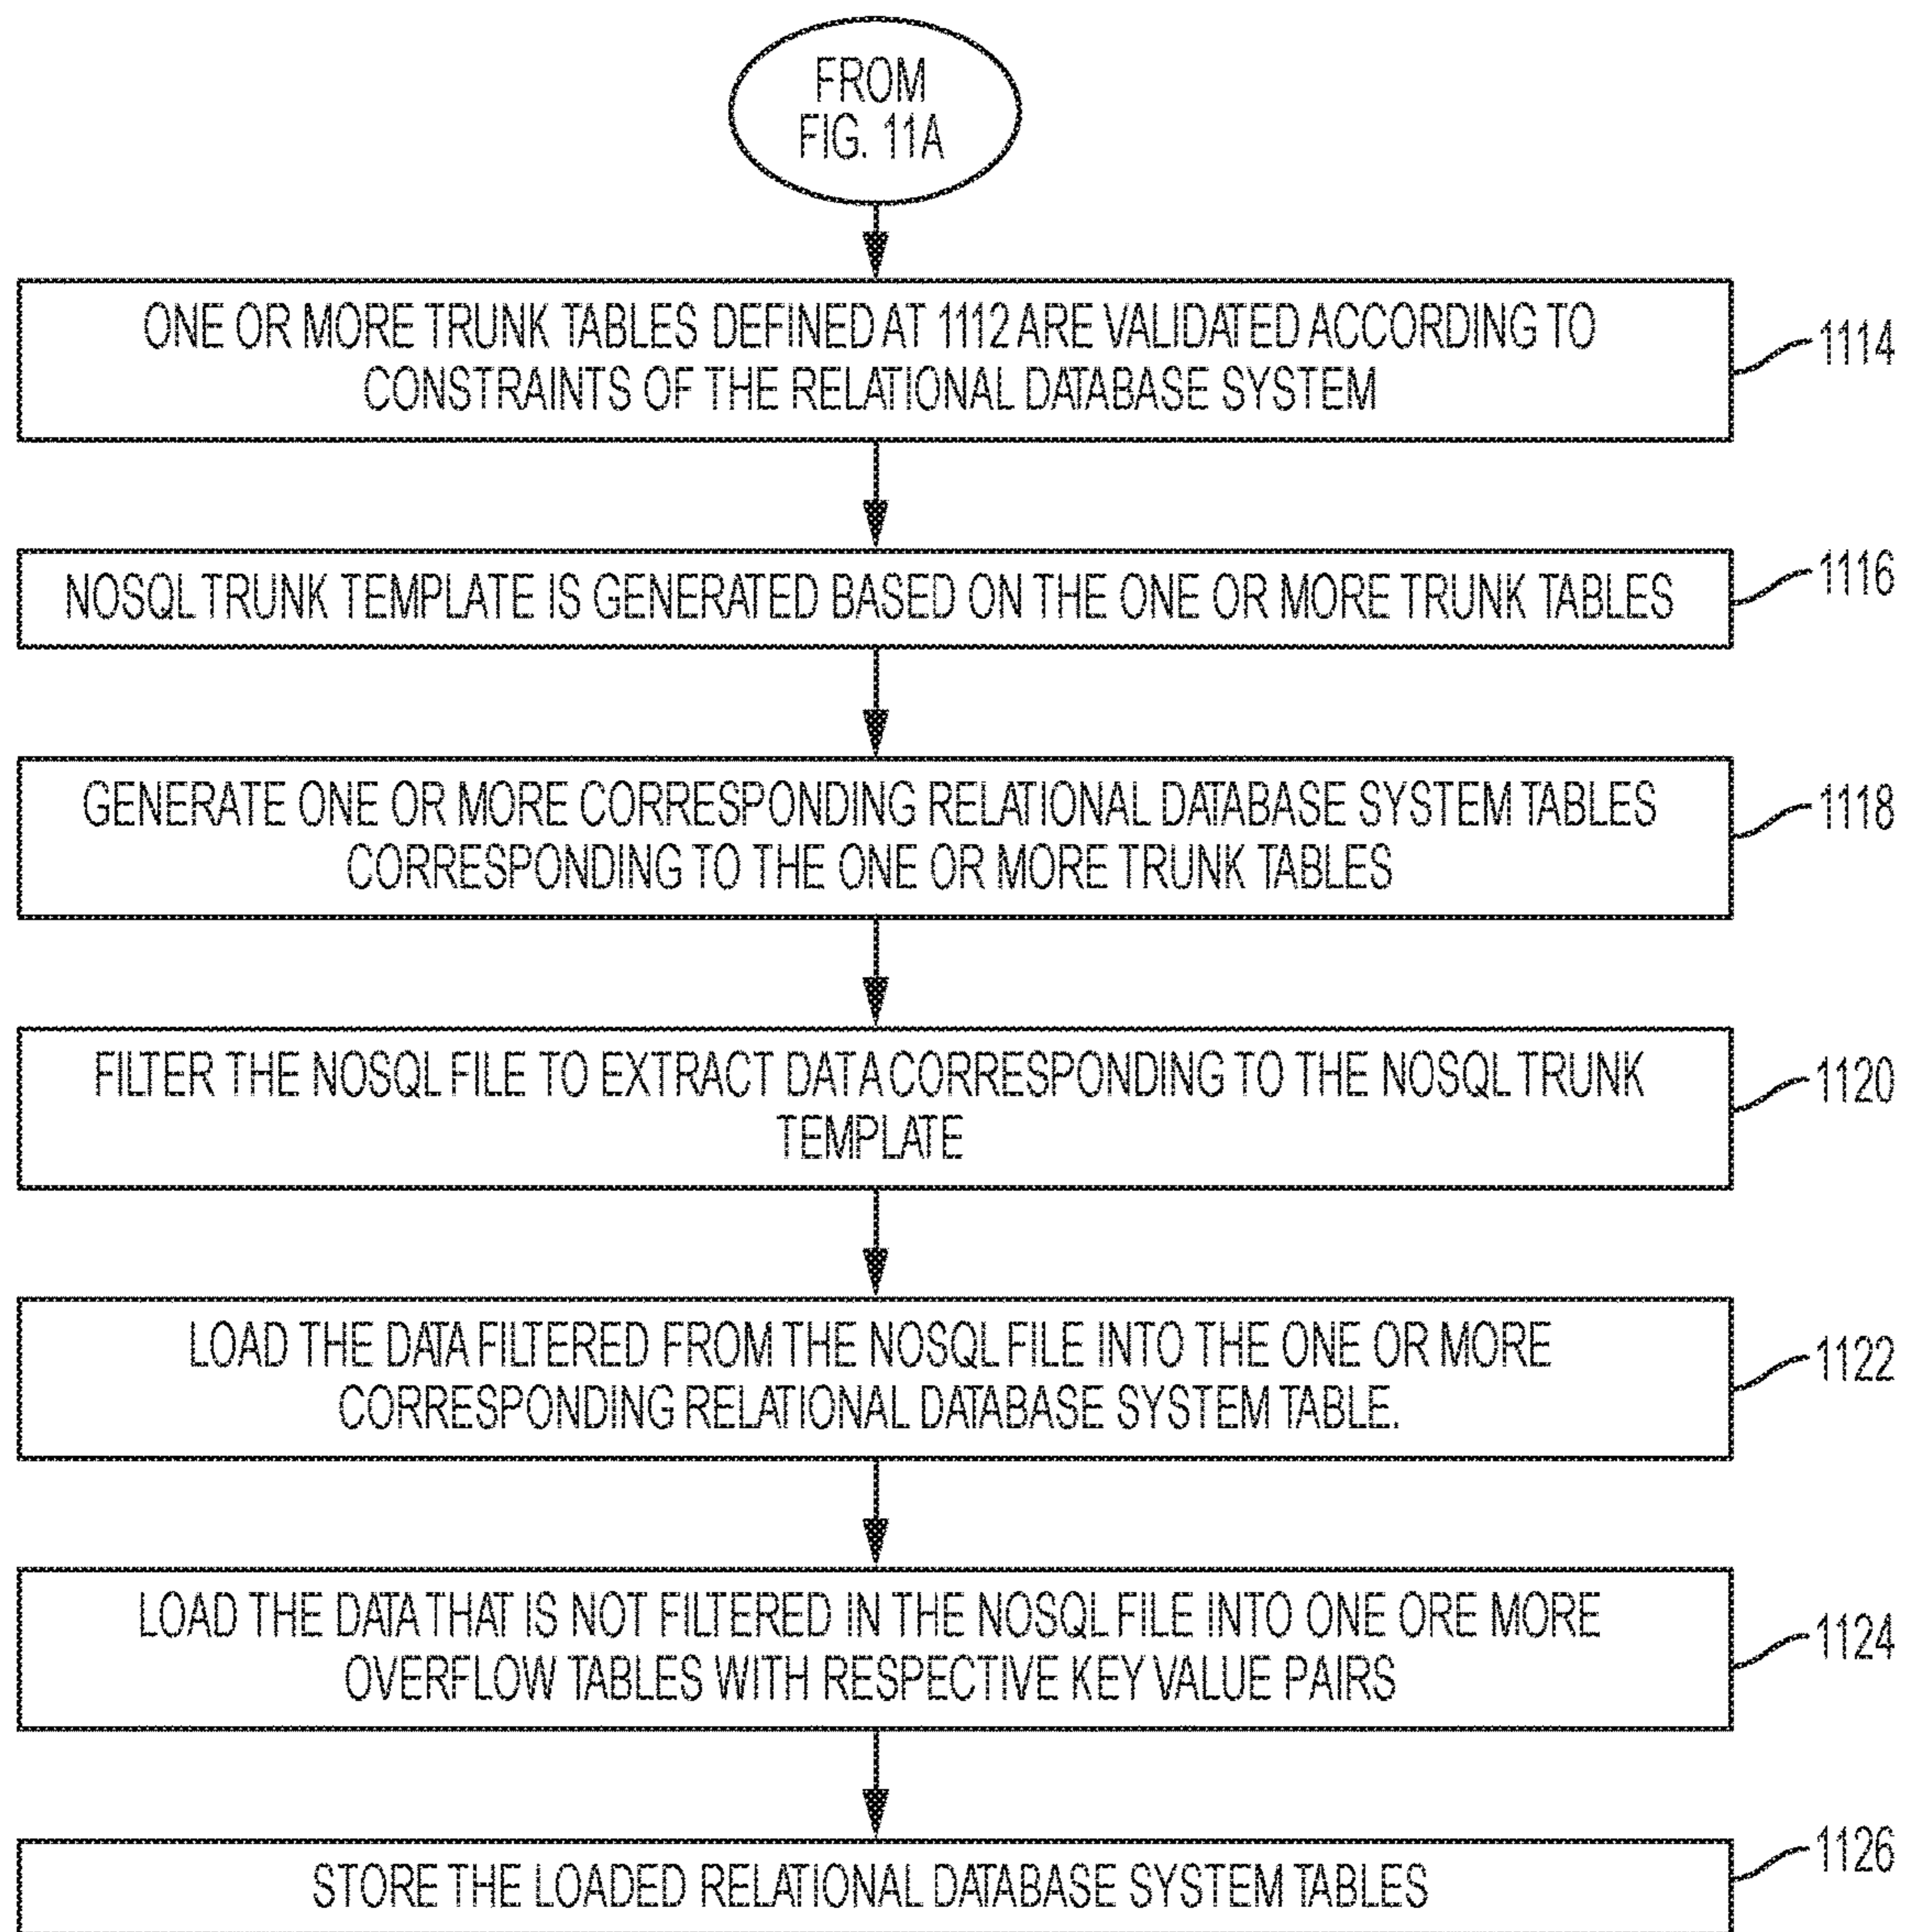 FROM
FIG. 11A
ONE OR MORE TRUNK TABLES DEFINED AT 1112 ARE VALIDATED ACCORDING TO
CONSTRAINTS OF THE RELATIONAL DATABASE SYSTEM
1114
NOSQL TRUNK TEMPLATE IS GENERATED BASED ON THE ONE OR MORE TRUNK TABLES
1116
GENERATE ONE OR MORE CORRESPONDING RELATIONAL DATABASE SYSTEM TABLES
CORRESPONDING TO THE ONE OR MORE TRUNK TABLES
1118
FILTER THE NOSQL FILE TO EXTRACT DATA CORRESPONDING TO THE NOSQL TRUNK
TEMPLATE
1120
LOAD THE DATA FILTERED FROM THE NOSQL FILE INTO THE ONE OR MORE
CORRESPONDING RELATIONAL DATABASE SYSTEM TABLE.
1122
LOAD THE DATA THAT IS NOT FILTERED IN THE NOSQL FILE INTO ONE ORE MORE
OVERFLOW TABLES WITH RESPECTIVE KEY VALUE PAIRS
1124
STORE THE LOADED RELATIONAL DATABASE SYSTEM TABLES
1126